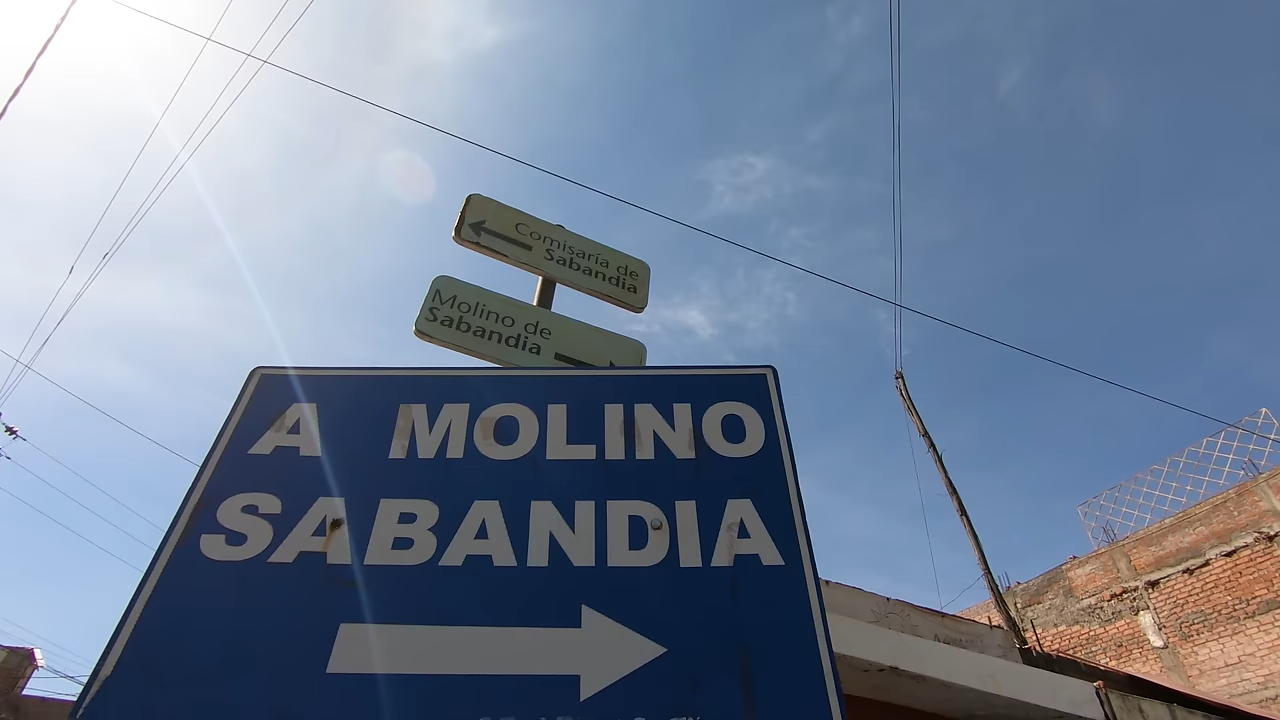 Comisaría de
Sabandia
Molino de
Sabandia
A MOLINO
SABANDIA